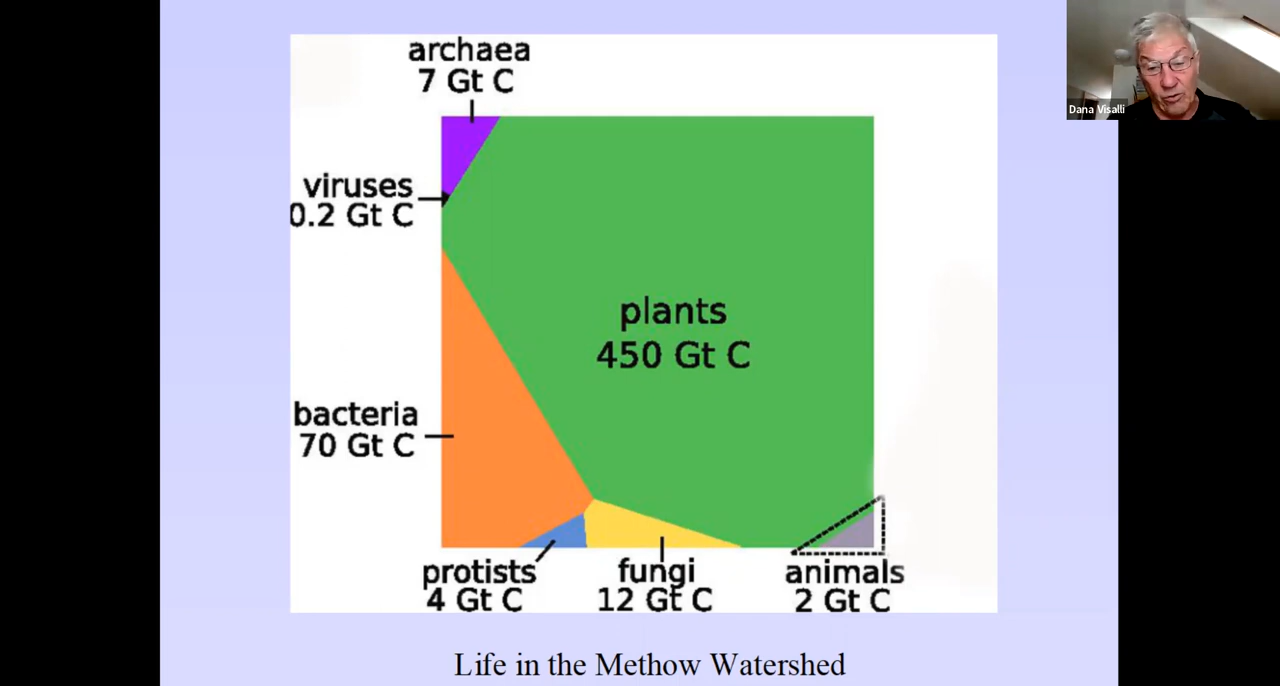 archaea
7 Gt C
viruses
0.2 Gt C
plants
450 Gt C
bacteria
70 Gt C
protists
4 Gt C
fungi
12 Gt C
animals
2 Gt C
Life in the Methow Watershed
Dana Visalli